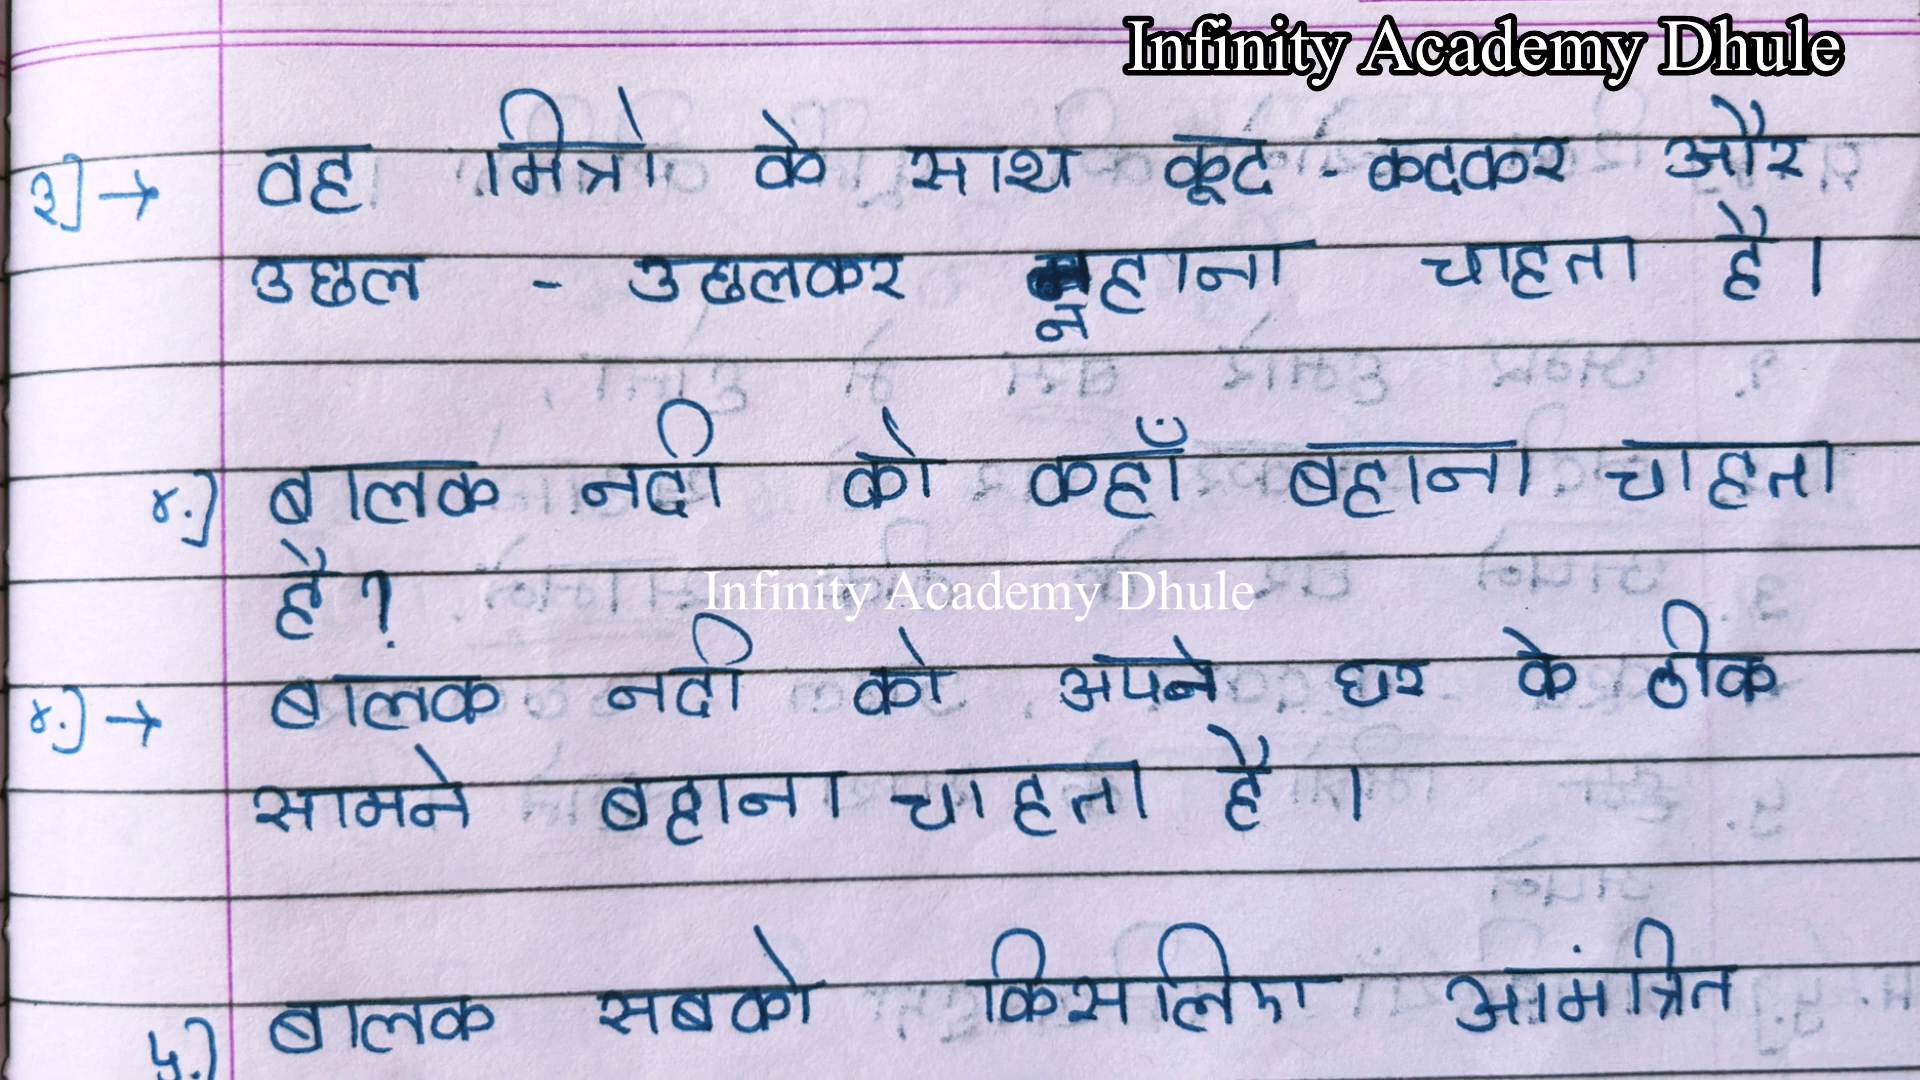 Infinity Academy Dhule
३) → वह मित्रो के साथ कूद - कदकर और
उछल - उछलकर नहाना चाहता है।
४.) बालक नदी को कहाँ बहाना चाहता
है?
Infinity Academy Dhule
४.) → बालक नदी को अपने घर के ठीक
सामने बहाना चाहता है ।
५.) बालक सबको किसलिए आमंत्रित